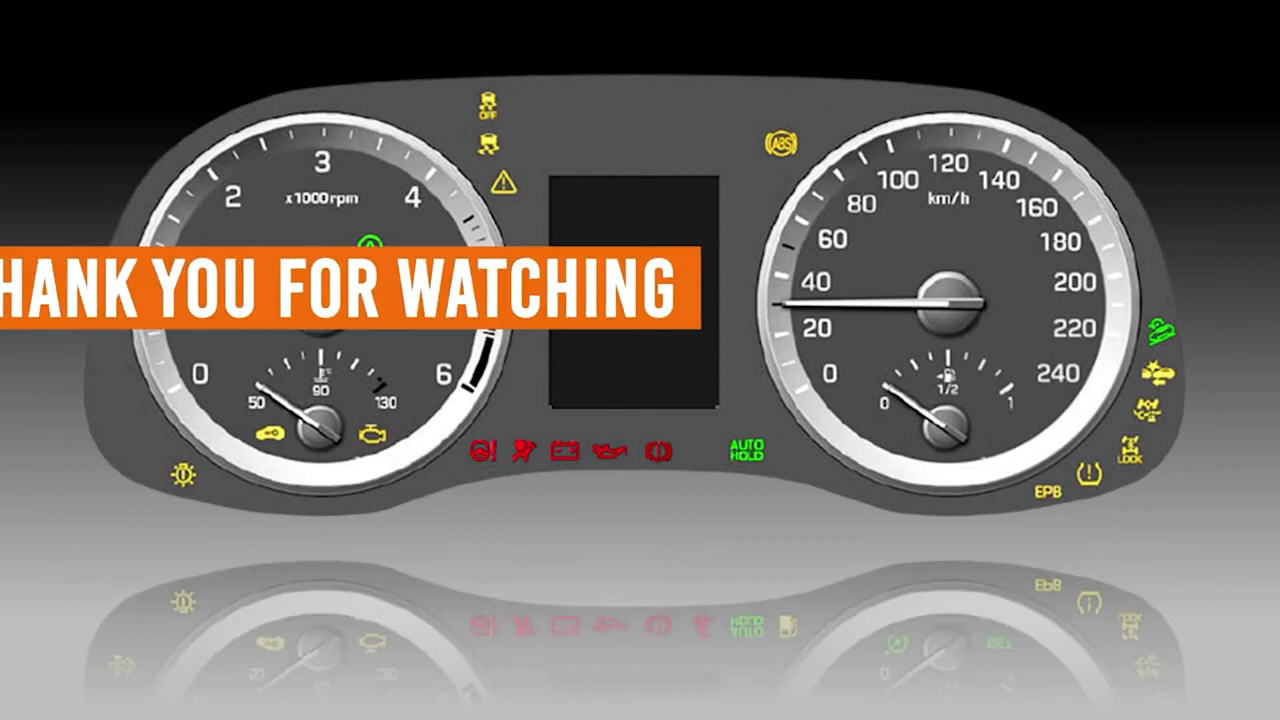 OFF
ABS
3
120
x1000rpm
2
4
100
140
km/h
80
160
60
180
HANK YOU FOR WATCHING
40
200
20
220
0
6
0
240
90
1/2
50
130
0
1
AUTO
HOLD
LOCK
EPB